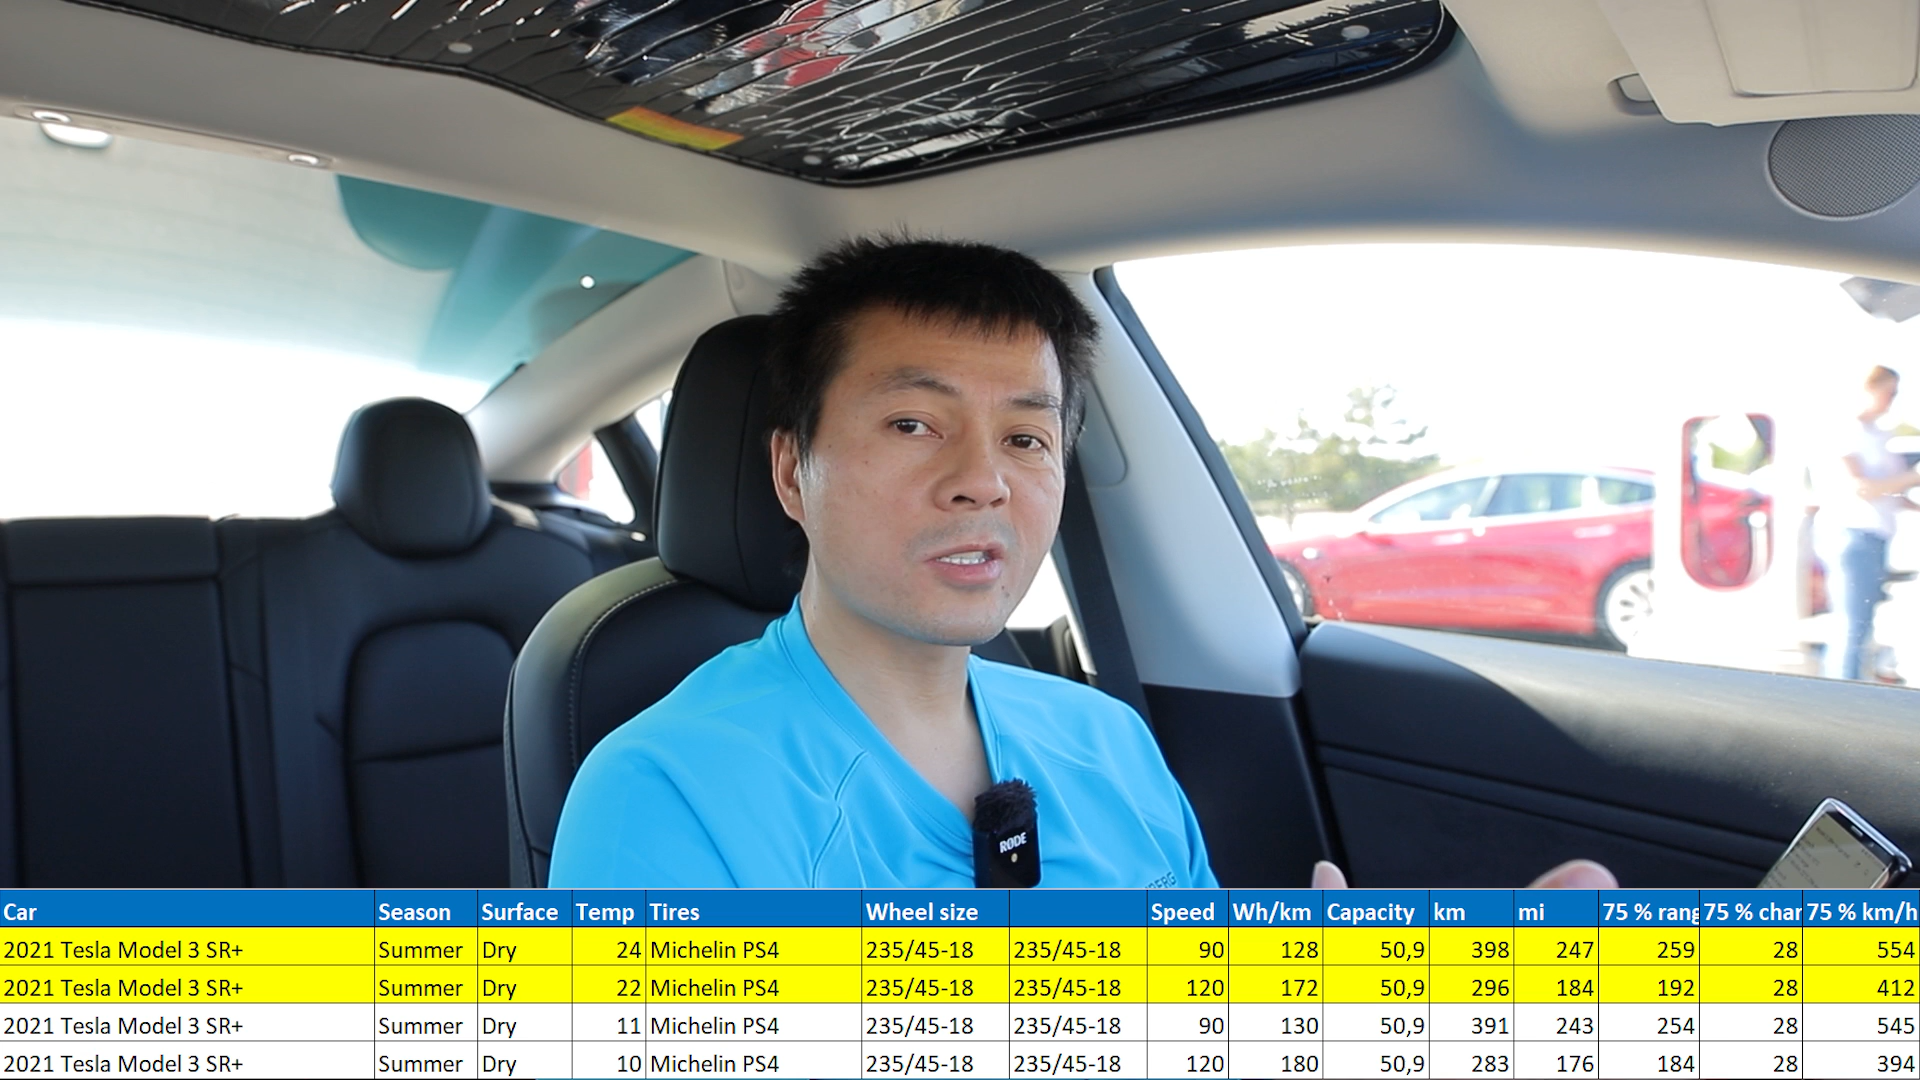 RØDE
Car Season Surface Temp Tires Wheel size Speed Wh/km Capacity km mi 75 % rang 75 % char 75 % km/h
2021 Tesla Model 3 SR+ Summer Dry 24 Michelin PS4 235/45-18 235/45-18 90 128 50,9 398 247 259 28 554
2021 Tesla Model 3 SR+ Summer Dry 22 Michelin PS4 235/45-18 235/45-18 120 172 50,9 296 184 192 28 412
2021 Tesla Model 3 SR+ Summer Dry 11 Michelin PS4 235/45-18 235/45-18 90 130 50,9 391 243 254 28 545
2021 Tesla Model 3 SR+ Summer Dry 10 Michelin PS4 235/45-18 235/45-18 120 180 50,9 283 176 184 28 394